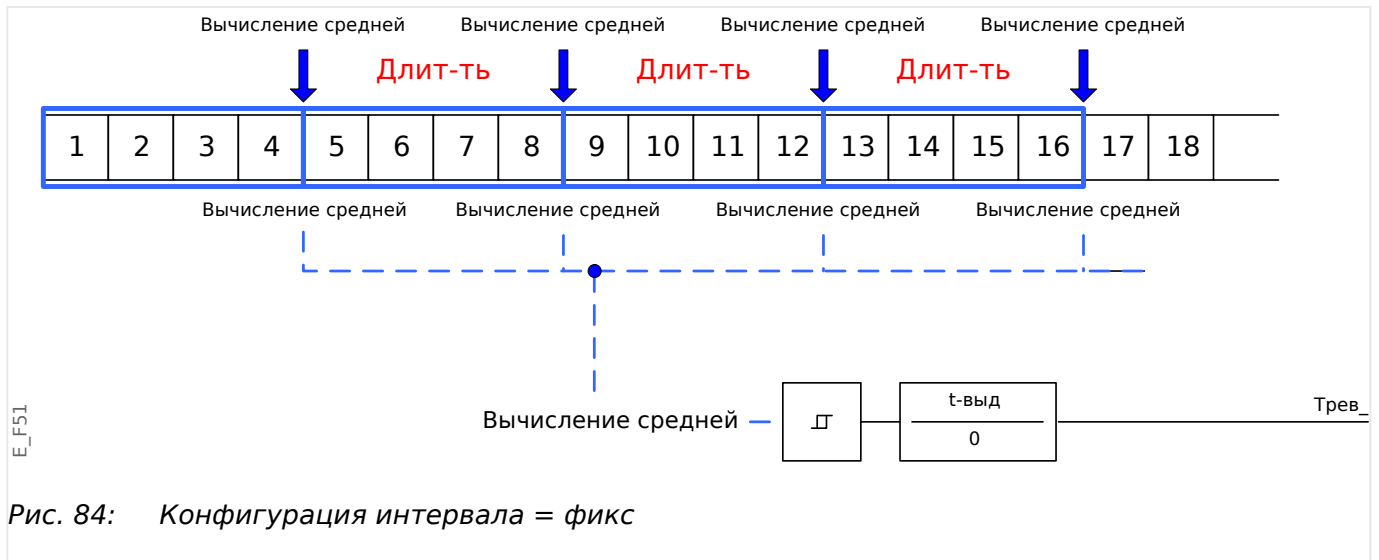 Вычисление средней Вычисление средней Вычисление средней Вычисление средней
Длит-ть Длит-ть Длит-ть
1 2 3 4 5 6 7 8 9 10 11 12 13 14 15 16 17 18
Вычисление средней Вычисление средней Вычисление средней Вычисление средней
t-выд
Трев_
Вычисление средней
0
E_F51
Рис. 84: Конфигурация интервала = фикс